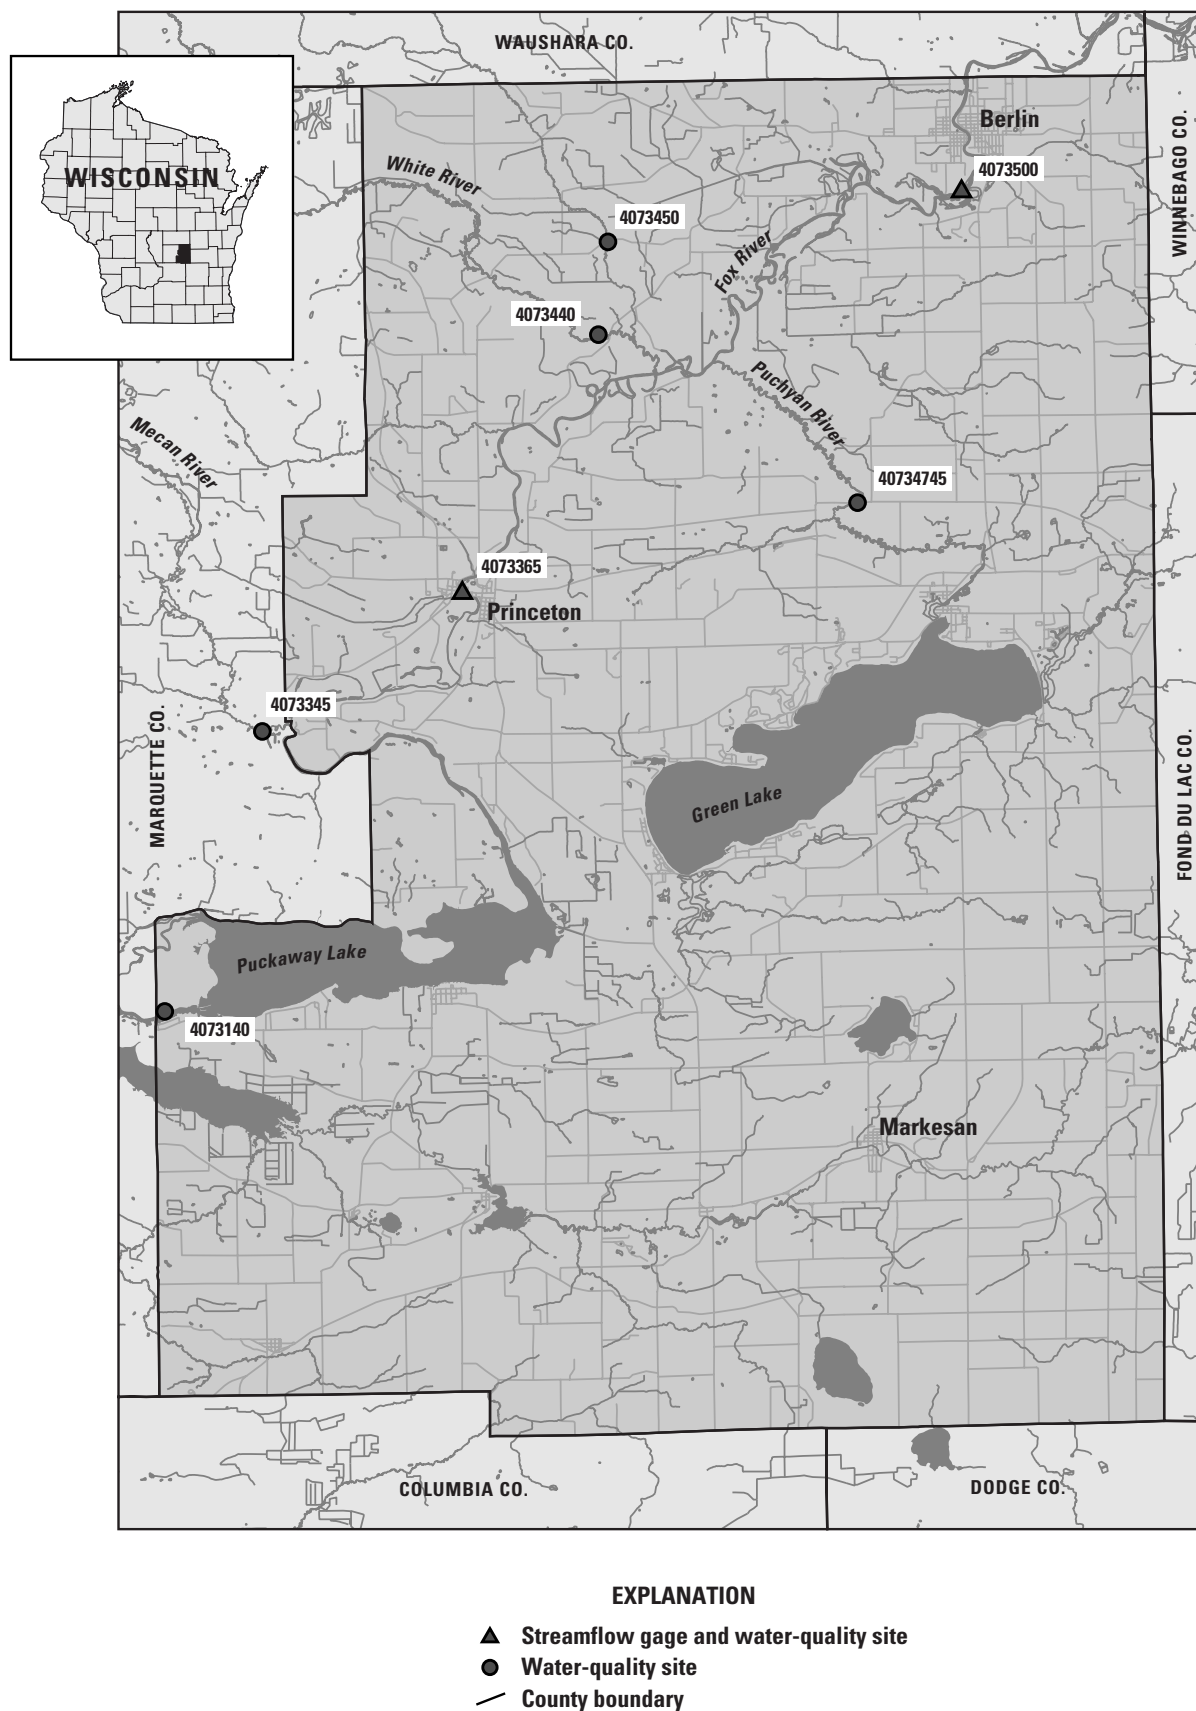 WAUSHARA CO.
WISCONSIN
Berlin
WINNEBAGO CO.
White River
4073500
4073450
Fox River
4073440
Puchyan River
Mecan River
40734745
4073365
Princeton
4073345
MARQUETTE CO.
Green Lake
FOND DU LAC CO.
Puckaway Lake
4073140
Markesan
COLUMBIA CO.
DODGE CO.
EXPLANATION
Streamflow gage and water-quality site
Water-quality site
County boundary